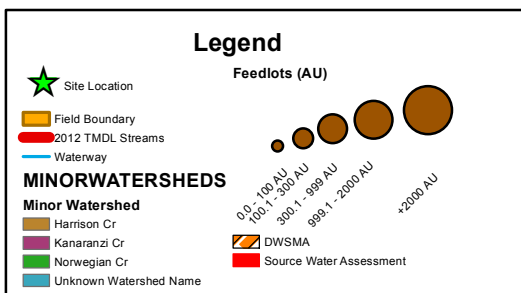 Legend
Feedlots (AU)
Site Location
Field Boundary
2012 TMDL Streams
Waterway
0.0 - 100 AU
100.1 - 300 AU
300.1 - 999 AU
999.1 - 2000 AU
+2000 AU
MINORWATERSHEDS
Minor Watershed
Harrison Cr
Kanaranzi Cr
Norwegian Cr
Unknown Watershed Name
DWSMA
Source Water Assessment